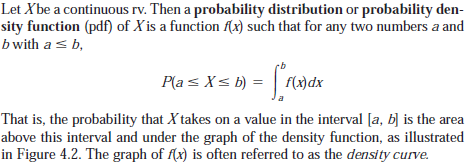 Let X be a continuous rv. Then a probability distribution or probability den-
sity function (pdf) of X is a function f(x) such that for any two numbers a and
b with a ≤ b,
P(a ≤ X ≤ b) = ∫_a^b f(x)dx
That is, the probability that X takes on a value in the interval [a, b] is the area
above this interval and under the graph of the density function, as illustrated
in Figure 4.2. The graph of f(x) is often referred to as the density curve.